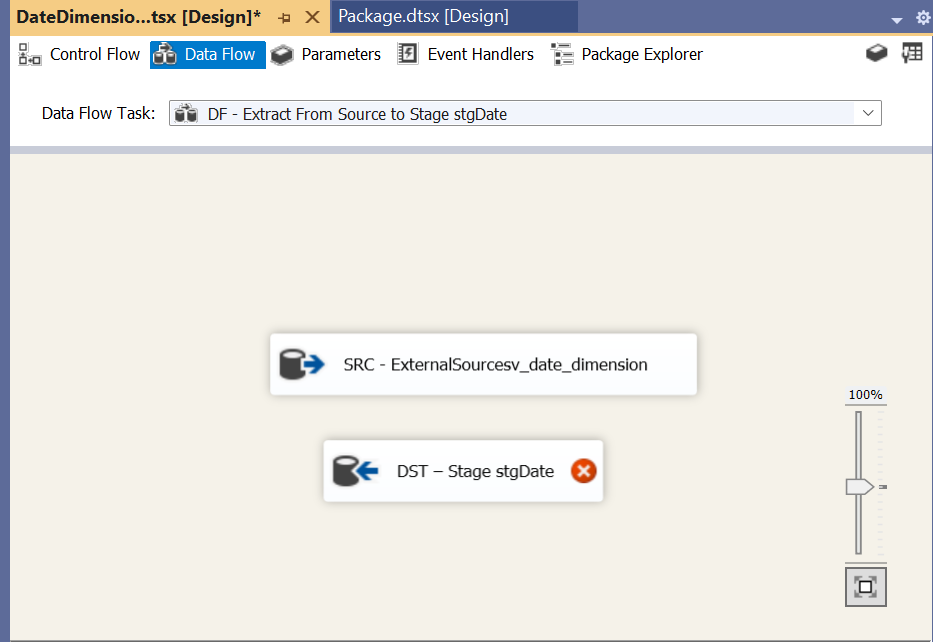 DateDimensio...tsx [Design]* Package.dtsx [Design]
Control Flow Data Flow Parameters Event Handlers Package Explorer
Data Flow Task: DF - Extract From Source to Stage stgDate
SRC - ExternalSourcesv_date_dimension
100%
DST – Stage stgDate